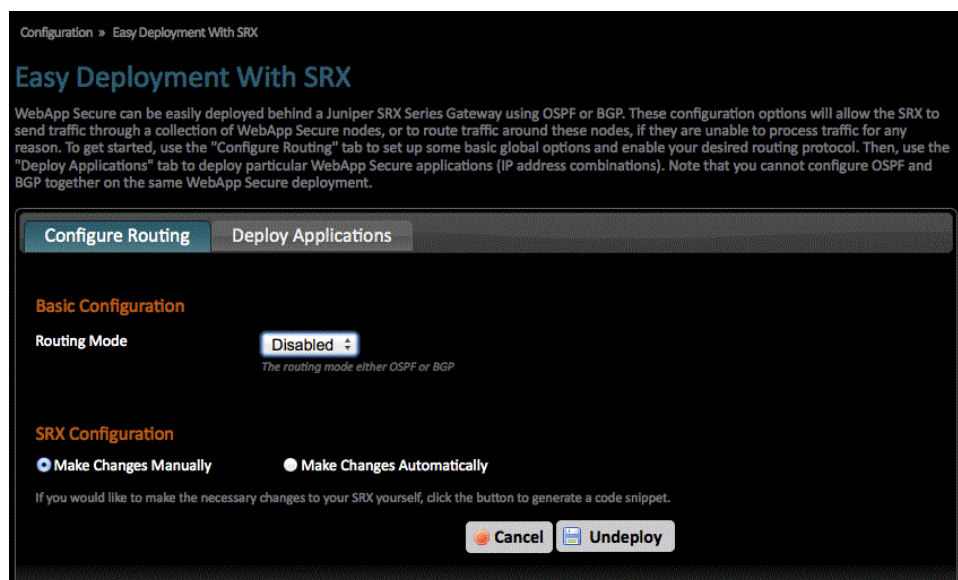 Configuration » Easy Deployment With SRX
Easy Deployment With SRX
WebApp Secure can be easily deployed behind a Juniper SRX Series Gateway using OSPF or BGP. These configuration options will allow the SRX to
send traffic through a collection of WebApp Secure nodes, or to route traffic around these nodes, if they are unable to process traffic for any
reason. To get started, use the "Configure Routing" tab to set up some basic global options and enable your desired routing protocol. Then, use the
"Deploy Applications" tab to deploy particular WebApp Secure applications (IP address combinations). Note that you cannot configure OSPF and
BGP together on the same WebApp Secure deployment.
Configure Routing Deploy Applications
Basic Configuration
Routing Mode Disabled
The routing mode either OSPF or BGP
SRX Configuration
Make Changes Manually Make Changes Automatically
If you would like to make the necessary changes to your SRX yourself, click the button to generate a code snippet.
Cancel Undeploy